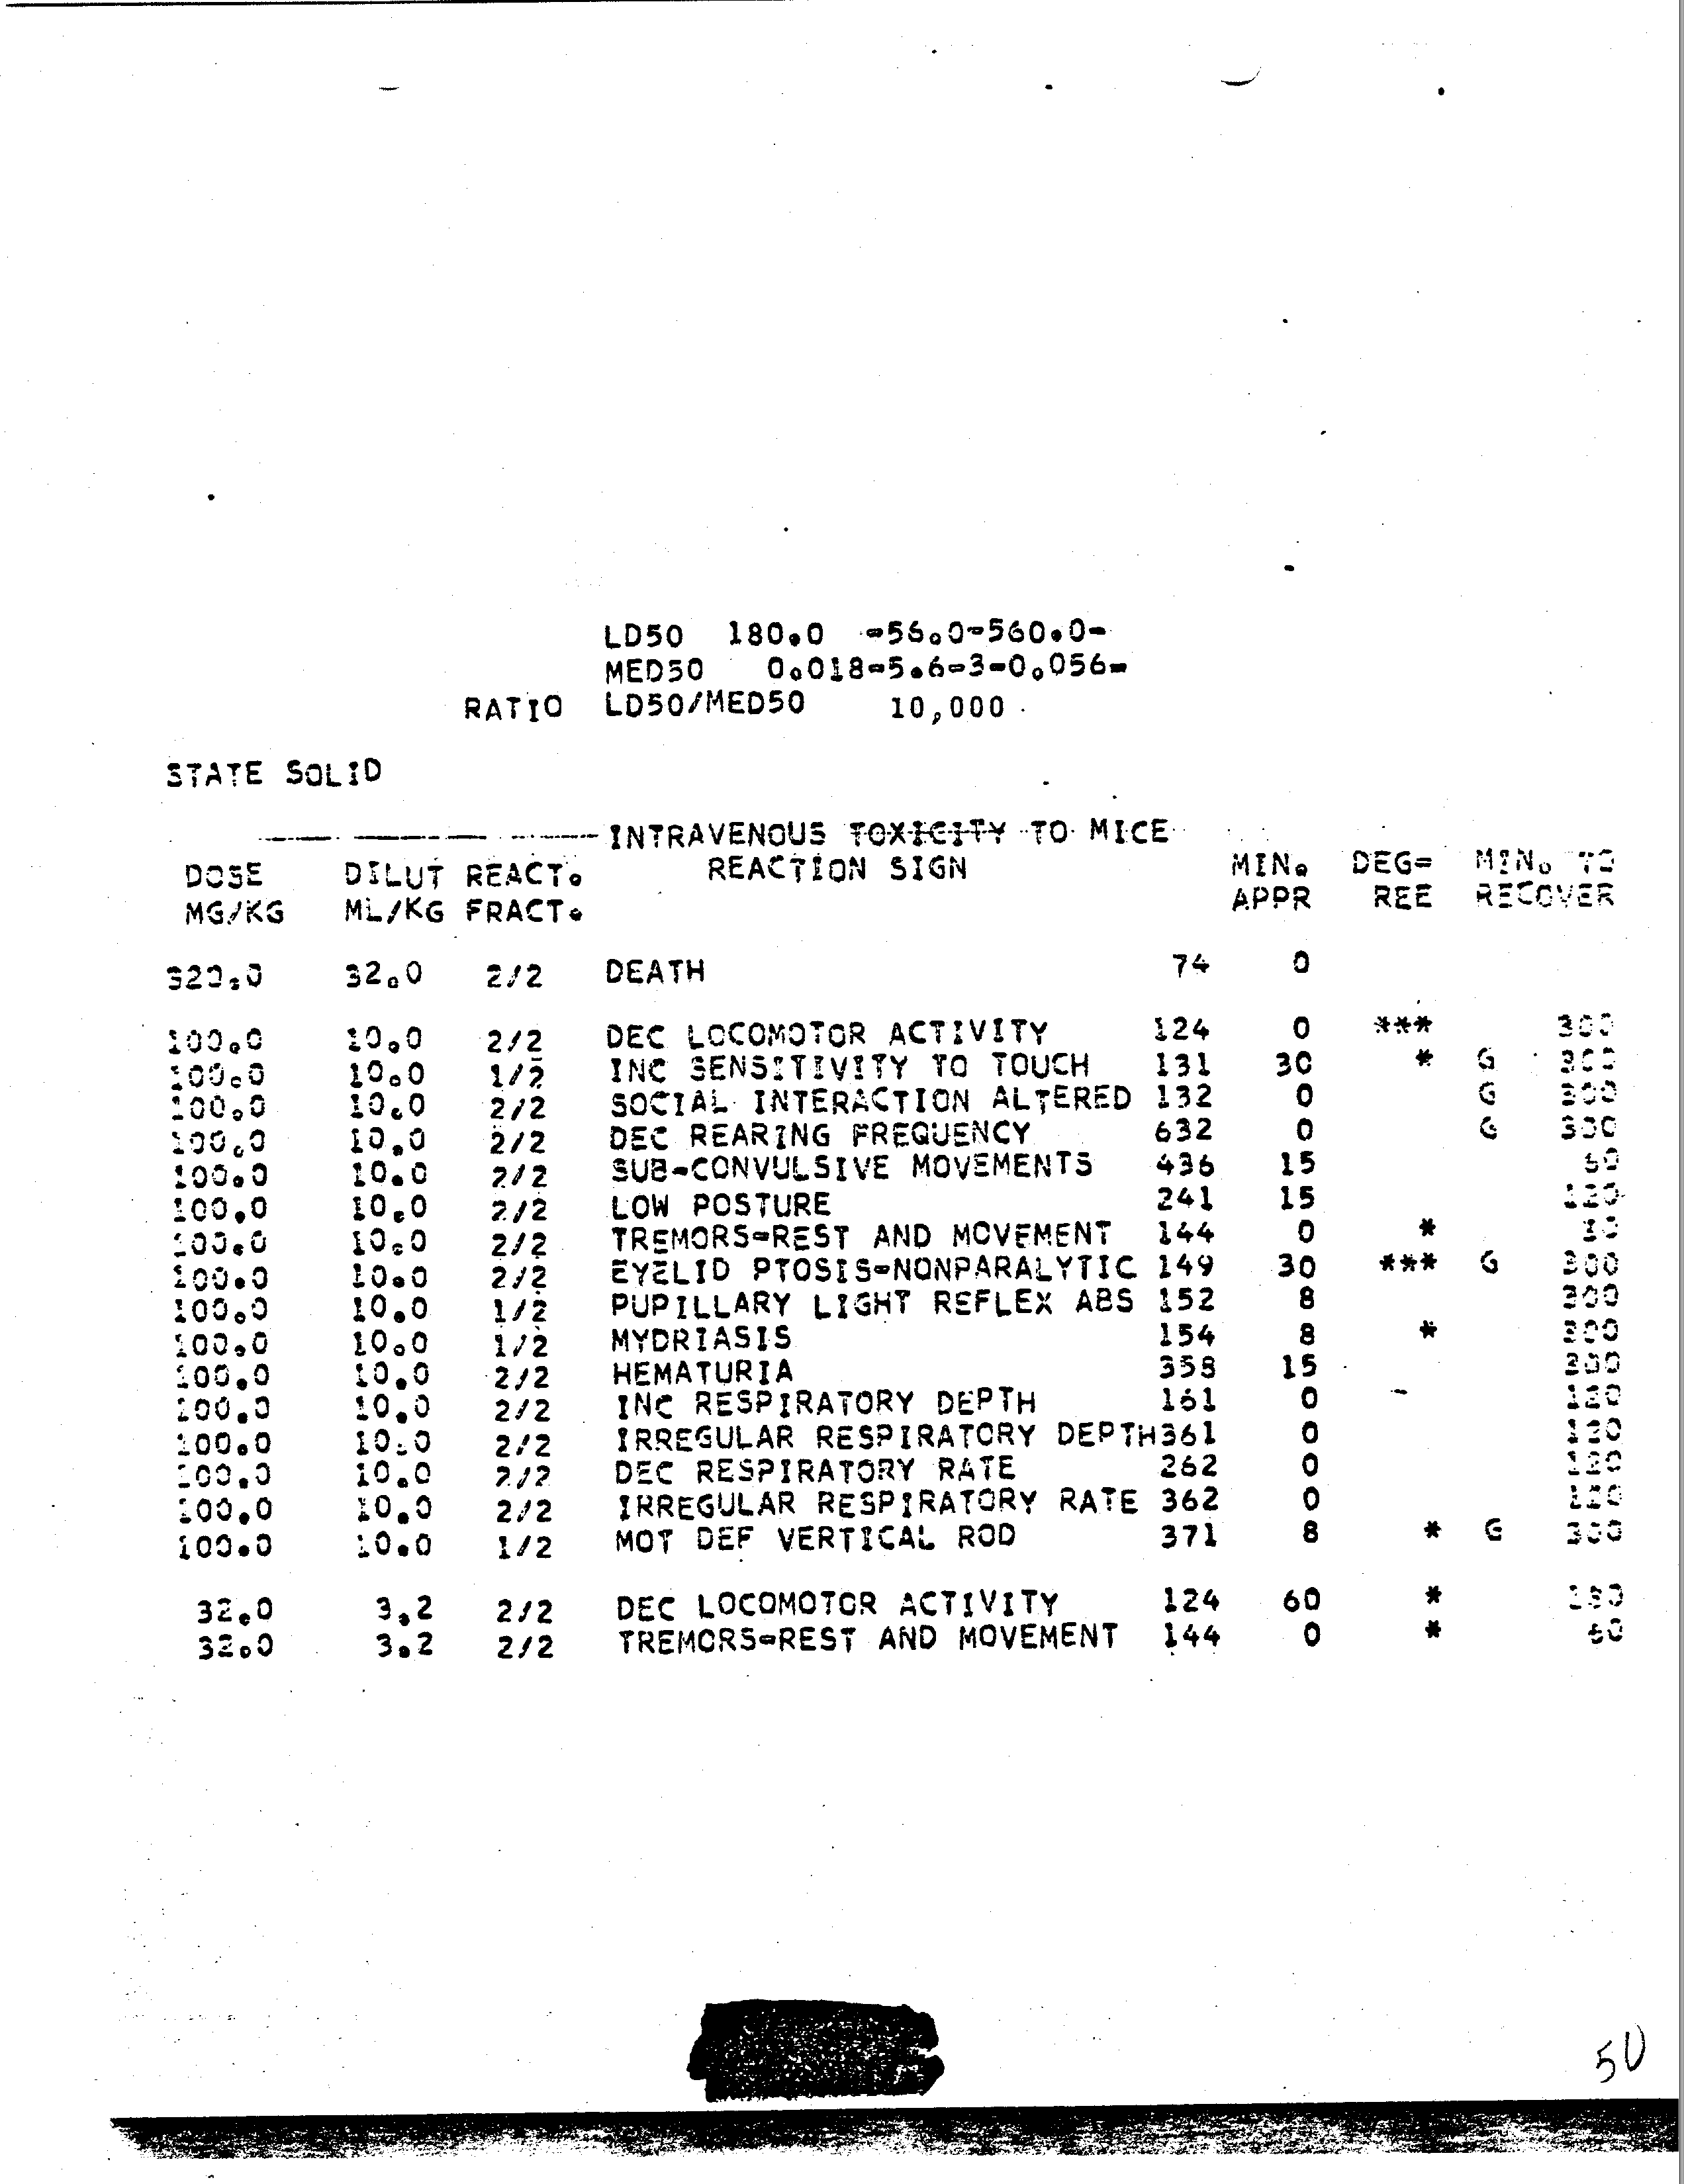 LD50 180.0 -56.0-560.0-
MED50 0.018-5.6-3-0.056-
RATIO LD50/MED50 10,000
STATE SOLID
INTRAVENOUS TOXICITY TO MICE
DOSE DILUT REACT. REACTION SIGN MIN. DEG= MIN. TO
MG/KG ML/KG FRACT. APPR REE RECOVER
320.0 32.0 2/2 DEATH 74 0
100.0 10.0 2/2 DEC LOCOMOTOR ACTIVITY 124 0 *** 300
100.0 10.0 1/2 INC SENSITIVITY TO TOUCH 131 30 * G 300
100.0 10.0 2/2 SOCIAL INTERACTION ALTERED 132 0 G 300
100.0 10.0 2/2 DEC REARING FREQUENCY 632 0 G 300
100.0 10.0 2/2 SUB-CONVULSIVE MOVEMENTS 436 15 60
100.0 10.0 2/2 LOW POSTURE 241 15 120
100.0 10.0 2/2 TREMORS=REST AND MOVEMENT 144 0 *
100.0 10.0 2/2 EYELID PTOSIS=NONPARALYTIC 149 30 *** G 300
100.0 10.0 1/2 PUPILLARY LIGHT REFLEX ABS 152 8 300
100.0 10.0 1/2 MYDRIASIS 154 8 * 300
100.0 10.0 2/2 HEMATURIA 358 15 300
100.0 10.0 2/2 INC RESPIRATORY DEPTH 161 0 - 120
100.0 10.0 2/2 IRREGULAR RESPIRATORY DEPTH361 0 120
100.0 10.0 2/2 DEC RESPIRATORY RATE 262 0 120
100.0 10.0 2/2 IRREGULAR RESPIRATORY RATE 362 0 120
100.0 10.0 1/2 MOT DEF VERTICAL ROD 371 8 * G 300
32.0 3.2 2/2 DEC LOCOMOTOR ACTIVITY 124 60 *
32.0 3.2 2/2 TREMORS=REST AND MOVEMENT 144 0 * 60
50